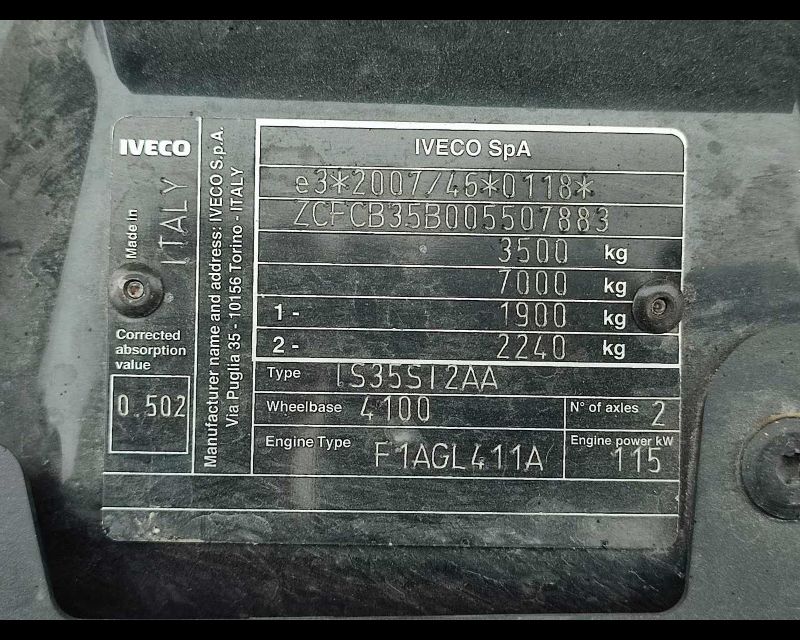 IVECO
Made in
ITALY
Corrected
absorption
value
0.502
Manufacturer name and address: IVECO S.p.A.
Via Puglia 35 - 10156 Torino - ITALY
IVECO SpA
e3*2007/46*0118*
ZCFCB35B005507883
3500 kg
7000 kg
1 - 1900 kg
2 - 2240 kg
Type IS35SI2AA
Wheelbase 4100
N° of axles 2
Engine Type F1AGL411A
Engine power kW
115